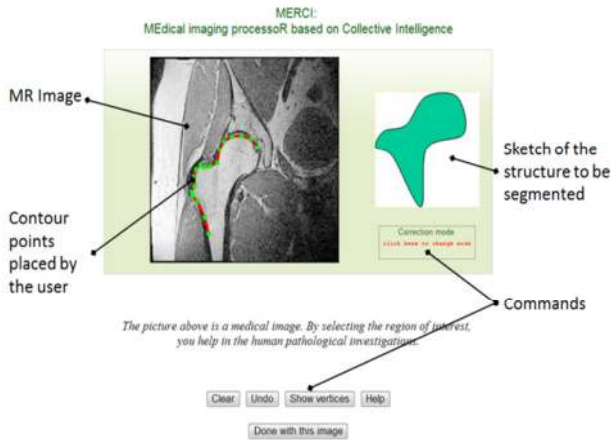 MERCI:
MEdical imaging processoR based on Collective Intelligence
MR Image
Contour
points
placed by
the user
Sketch of the
structure to be
segmented
Correction mode
click here to change mode
Commands
The picture above is a medical image. By selecting the region of interest,
you help in the human pathological investigations.
Clear Undo Show vertices Help
Done with this image